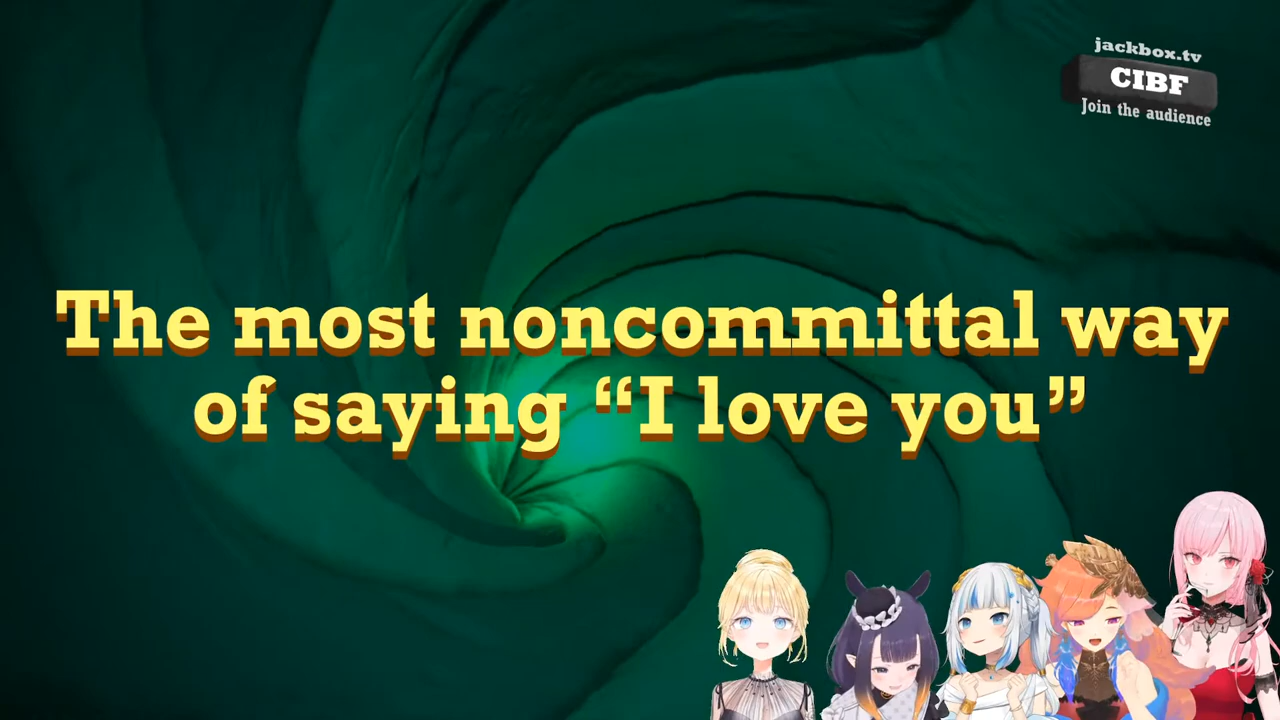 jackbox.tv
CIBF
Join the audience
The most noncommittal way
of saying “I love you”